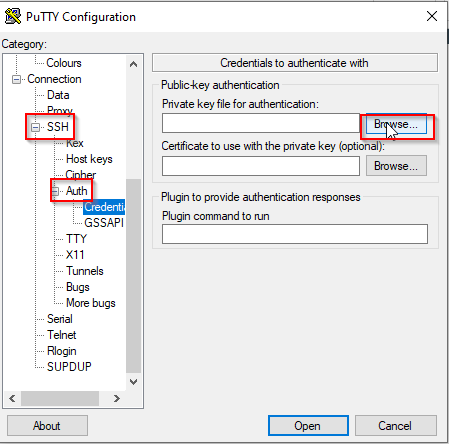 PuTTY Configuration
Category:
Colours
Connection
Data
Proxy
SSH
Kex
Host keys
Cipher
Auth
Credentia
GSSAPI
TTY
X11
Tunnels
Bugs
More bugs
Serial
Telnet
Rlogin
SUPDUP
Credentials to authenticate with
Public-key authentication
Private key file for authentication:
Browse...
Certificate to use with the private key (optional):
Browse...
Plugin to provide authentication responses
Plugin command to run
About
Open
Cancel